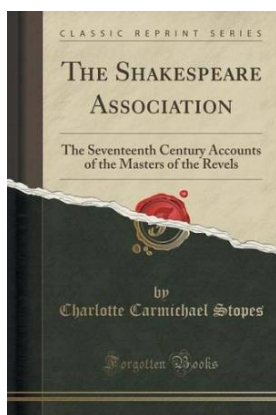 CLASSIC REPRINT SERIES
THE SHAKESPEARE
ASSOCIATION
The Seventeenth Century Accounts
of the Masters of the Revels
by
Charlotte Carmichael Stopes
Forgotten Books